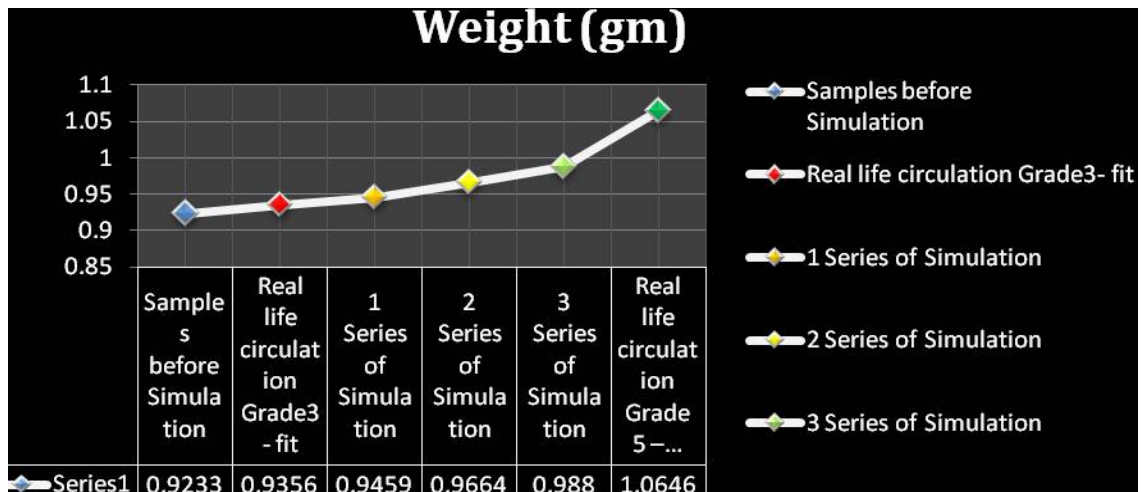 Weight (gm)
1.1
1.05
1
0.95
0.9
0.85
Sample
s
before
Simula
tion
Real
life
circulat
ion
Grade3
- fit
1
Series
of
Simula
tion
2
Series
of
Simula
tion
3
Series
of
Simula
tion
Real
life
circulat
ion
Grade
5 –...
Series1 0.9233 0.9356 0.9459 0.9664 0.988 1.0646
Samples before
Simulation
Real life circulation Grade3- fit
1 Series of Simulation
2 Series of Simulation
3 Series of Simulation